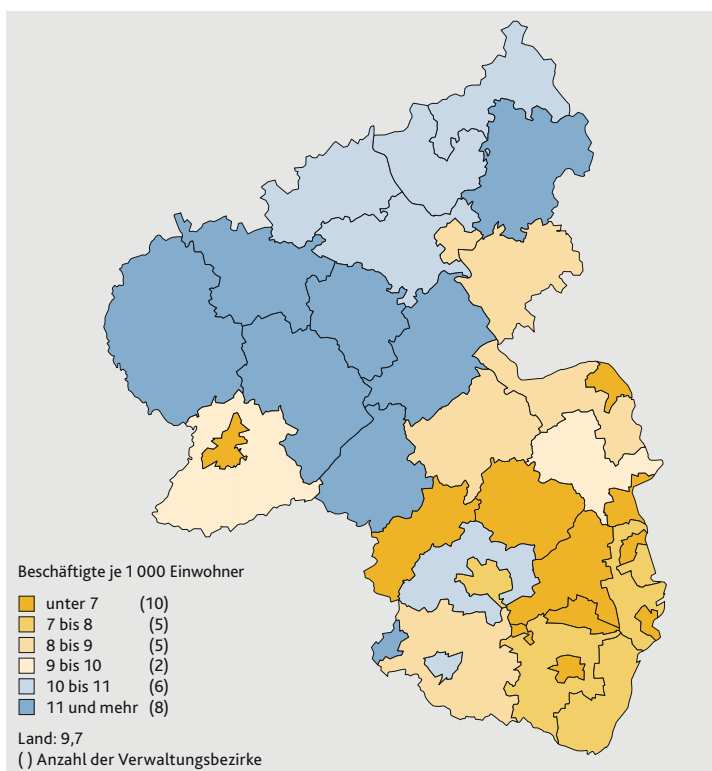 Beschäftigte je 1 000 Einwohner
unter 7 (10)
7 bis 8 (5)
8 bis 9 (5)
9 bis 10 (2)
10 bis 11 (6)
11 und mehr (8)
Land: 9,7
( ) Anzahl der Verwaltungsbezirke